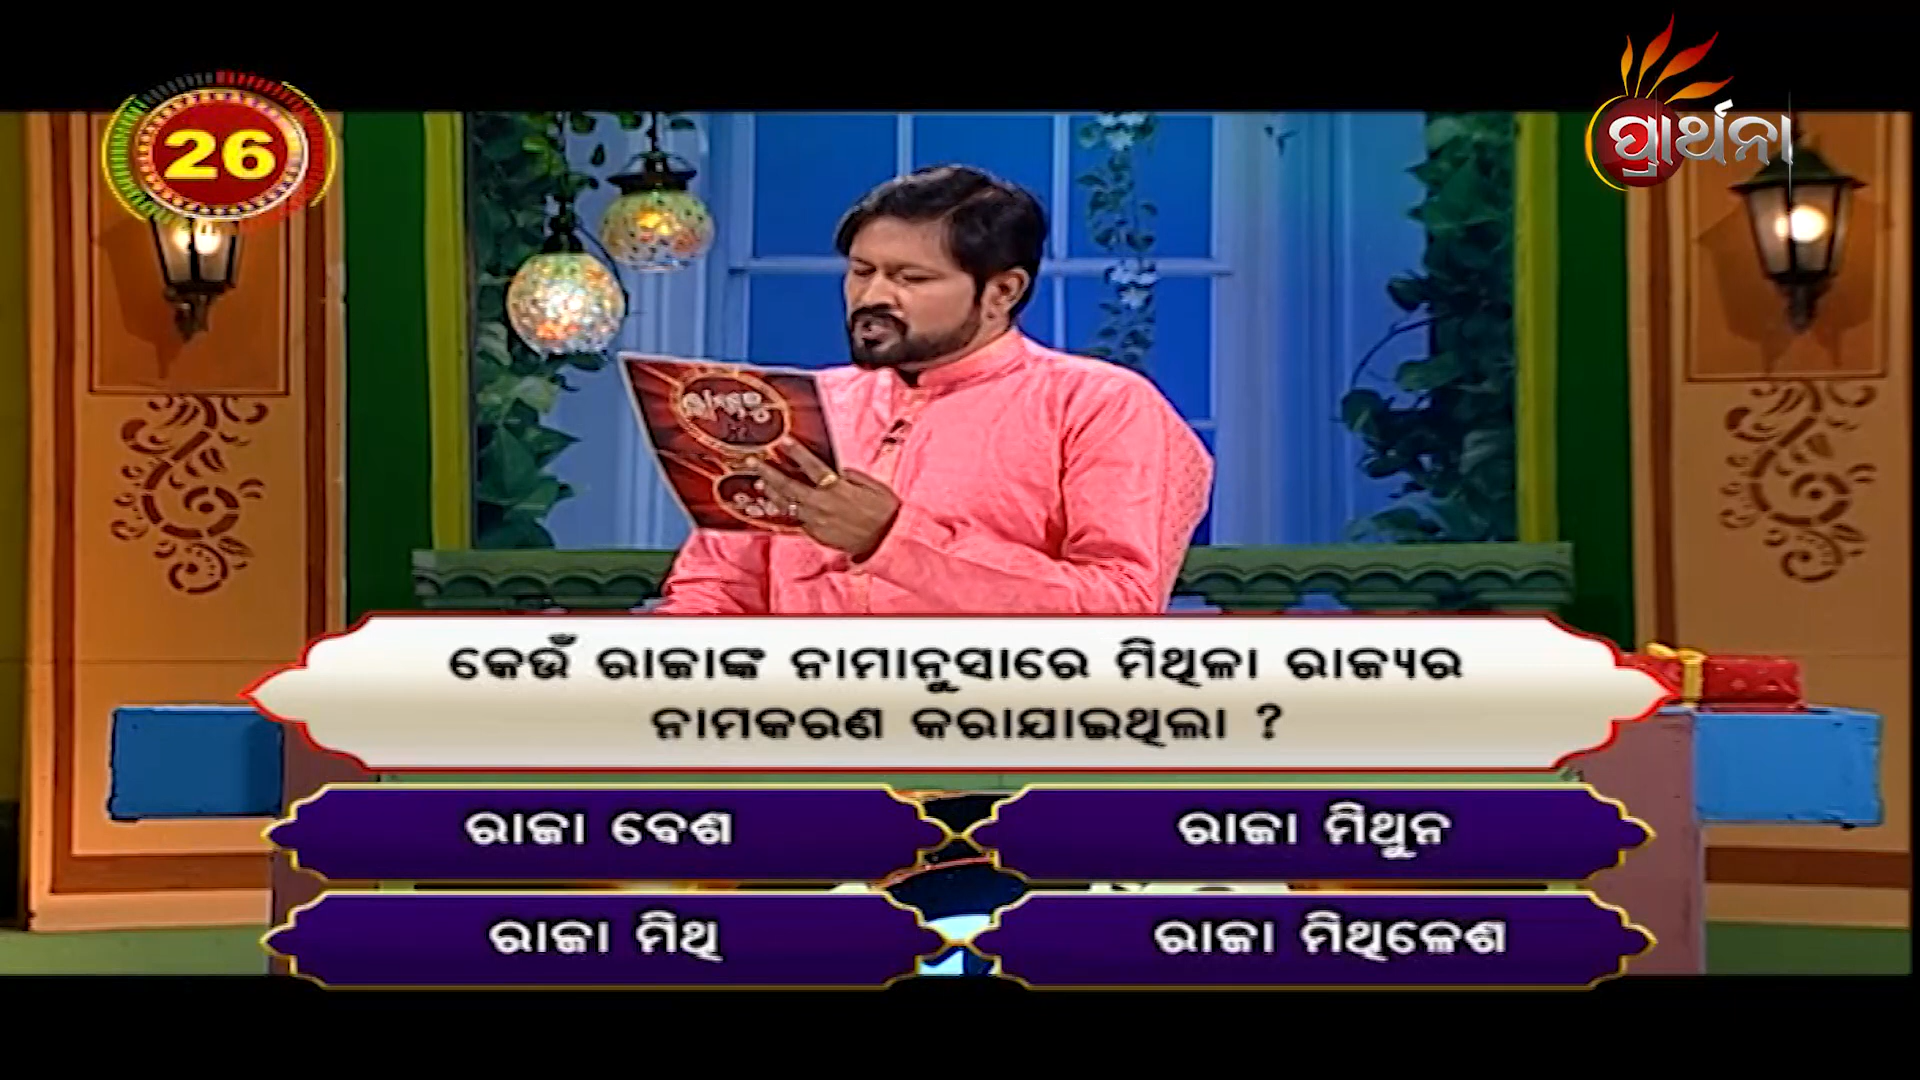 26
ପ୍ରାର୍ଥନା
କେଉଁ ରାଜାଙ୍କ ନାମାନୁସାରେ ମିଥିଳା ରାଜ୍ୟର
ନାମକରଣ କରାଯାଇଥିଲା ?
ରାଜା ବେଶ
ରାଜା ମିଥୁନ
ରାଜା ମିଥି
ରାଜା ମିଥିଳେଶ